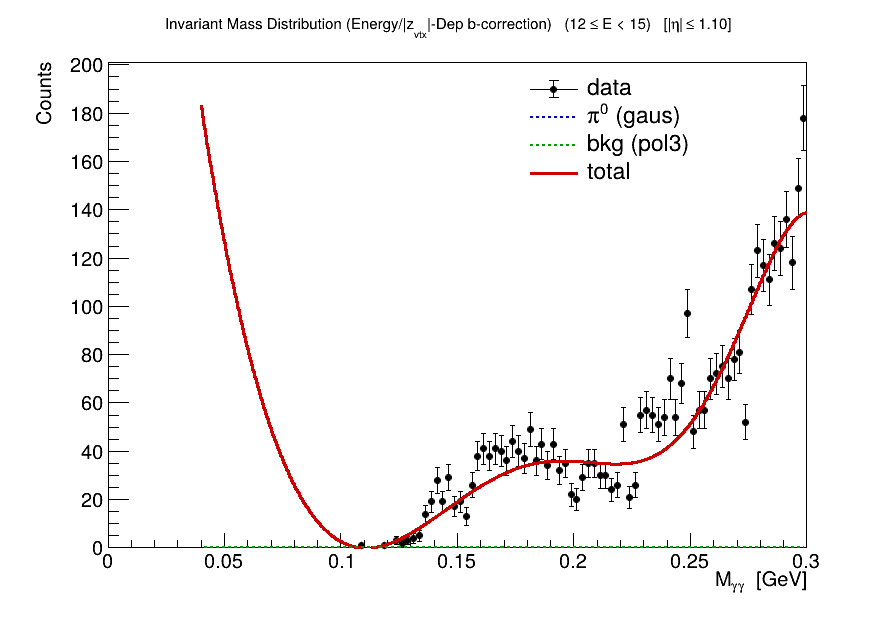 Invariant Mass Distribution (Energy/|z_vtx|-Dep b-correction) (12 ≤ E < 15) [|η| ≤ 1.10]
Counts
200
180
160
140
120
100
80
60
40
20
0
data
π⁰ (gaus)
bkg (pol3)
total
0 0.05 0.1 0.15 0.2 0.25 0.3
M_γγ [GeV]